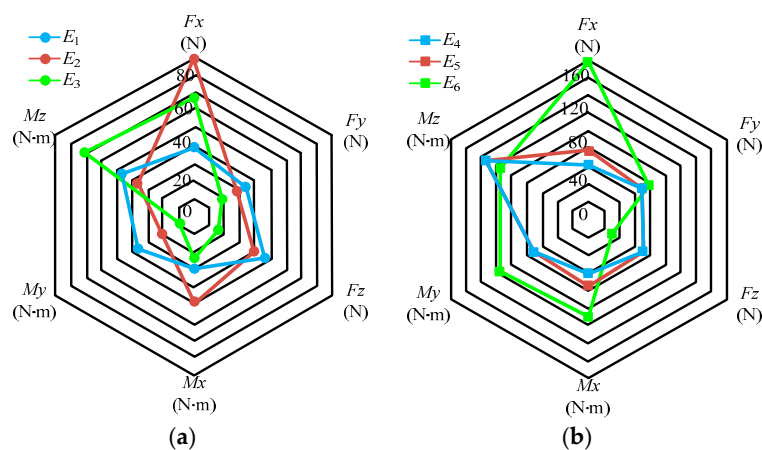 Fx
(N)
E1
E2
E3
80
60
40
20
0
Mz
(N·m)
Fy
(N)
My
(N·m)
Fz
(N)
Mx
(N·m)
(a)
Fx
(N)
E4
E5
E6
160
120
80
40
0
Mz
(N·m)
Fy
(N)
My
(N·m)
Fz
(N)
Mx
(N·m)
(b)